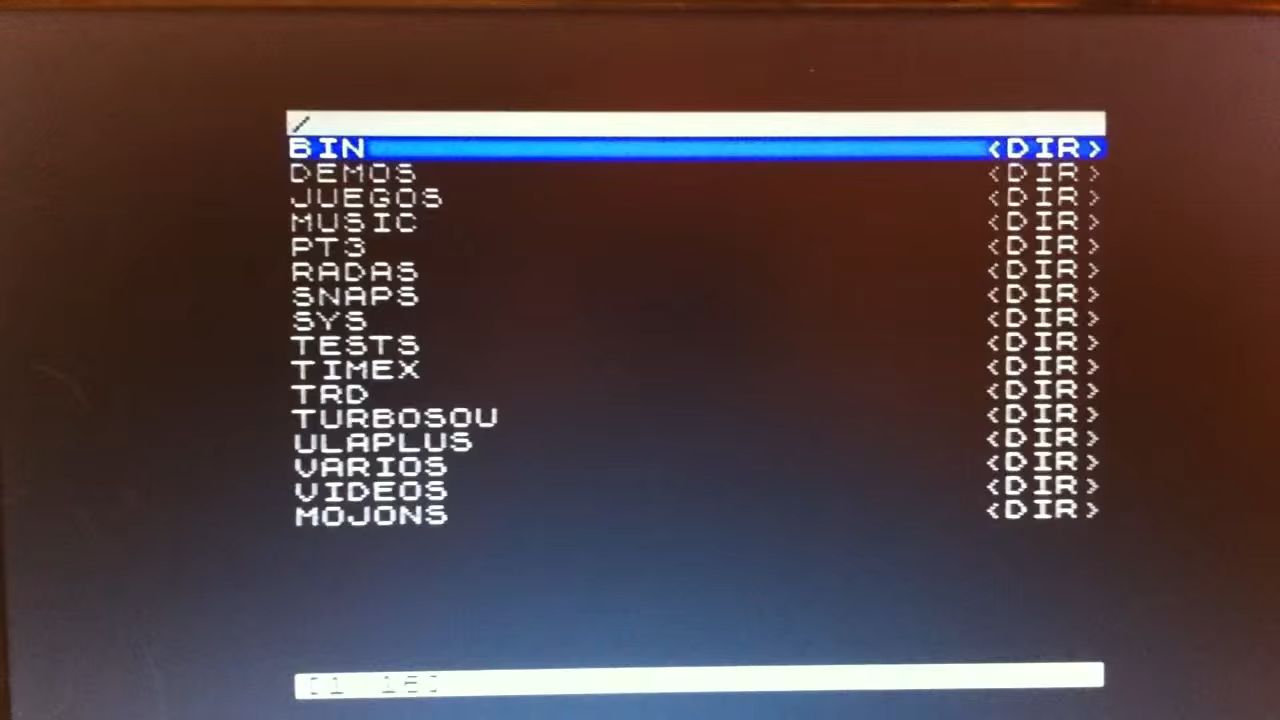 /
BIN <DIR>
DEMOS <DIR>
JUEGOS <DIR>
MUSIC <DIR>
PT3 <DIR>
RADAS <DIR>
SNAPS <DIR>
SYS <DIR>
TESTS <DIR>
TIMEX <DIR>
TRD <DIR>
TURBOSOU <DIR>
ULAPLUS <DIR>
VARIOS <DIR>
VIDEOS <DIR>
MOJONS <DIR>